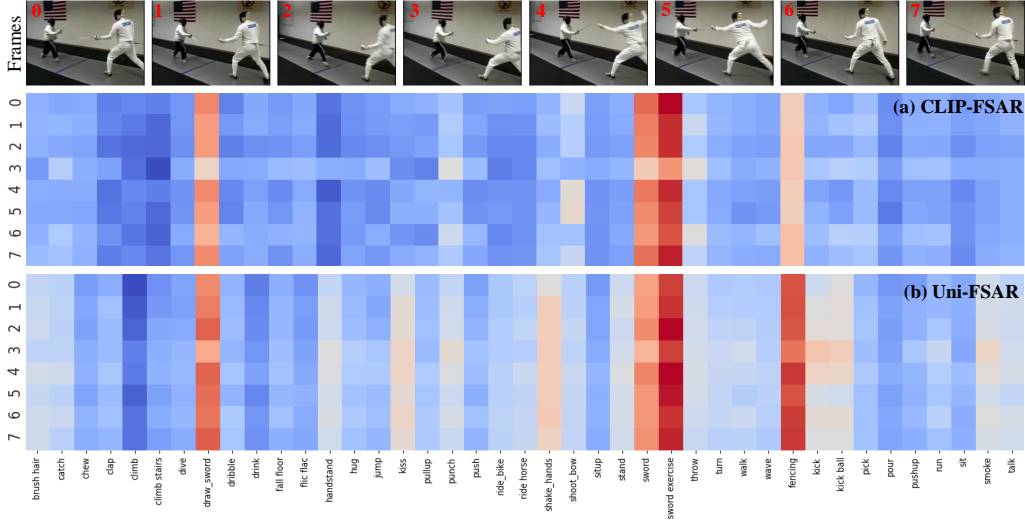 Frames
0 1 2 3 4 5 6 7
(a) CLIP-FSAR
0
1
2
3
4
5
6
7
(b) Uni-FSAR
0
1
2
3
4
5
6
7
brush hair
catch
chew
clap
climb
climb stairs
dive
draw_sword
dribble
drink
fall floor
flic flac
handstand
hug
jump
kiss
pullup
punch
push
ride_bike
ride horse
shake_hands
shoot_bow
situp
stand
sword
sword exercise
throw
turn
walk
wave
fencing
kick
kick ball
pick
pour
pushup
run
sit
smoke
talk